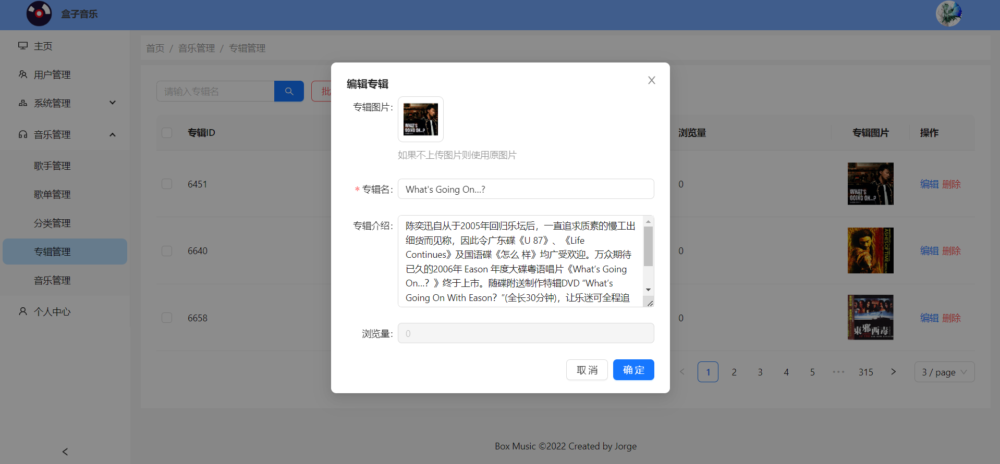 盒子音乐
主页
用户管理
系统管理
音乐管理
歌手管理
歌单管理
分类管理
专辑管理
音乐管理
个人中心
首页 / 音乐管理 / 专辑管理
请输入专辑名
批
专辑ID
浏览量
专辑图片
操作
6451
0
WHAT'S GOING ON...?
编辑 删除
6640
0
ASHES OF TIME
编辑 删除
6658
0
東邪西毒
编辑 删除
1 2 3 4 5 ••• 315
3 / page
编辑专辑
专辑图片:
WHAT'S GOING ON...?
如果不上传图片则使用原图片
* 专辑名:
What's Going On...?
专辑介绍:
陈奕迅自从于2005年回归乐坛后，一直追求质素的慢工出
细货而见称，因此令广东碟《U 87》、《Life
Continues》及国语碟《怎么 样》均广受欢迎。万众期待
已久的2006年 Eason 年度大碟粤语唱片《What’s Going
On…？》终于上市。随碟附送制作特辑DVD “What’s
Going On With Eason？”(全长30分钟)，让乐迷可全程追
浏览量:
0
取 消
确 定
Box Music ©2022 Created by Jorge